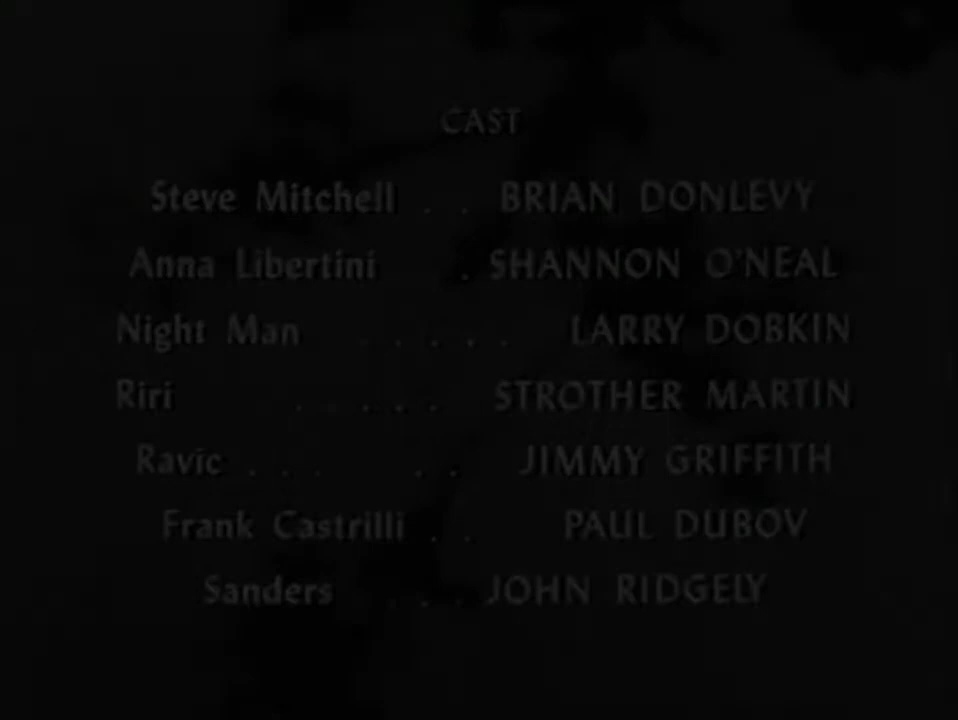 CAST
Steve Mitchell . . BRIAN DONLEVY
Anna Libertini . SHANNON O'NEAL
Night Man . . . . . LARRY DOBKIN
Riri . . . . . STROTHER MARTIN
Ravic . . . . . JIMMY GRIFFITH
Frank Castrilli . . PAUL DUBOV
Sanders . . . JOHN RIDGELY